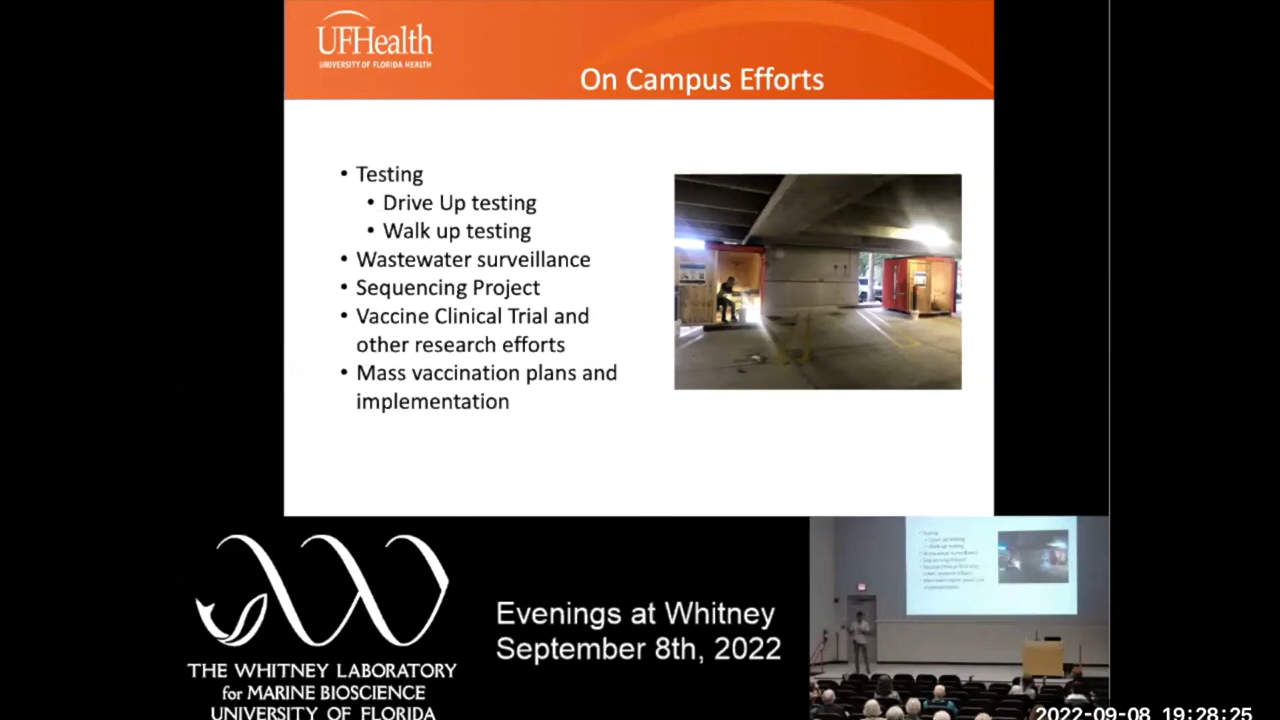 UFHealth
UNIVERSITY OF FLORIDA HEALTH
On Campus Efforts
• Testing
• Drive Up testing
• Walk up testing
• Wastewater surveillance
• Sequencing Project
• Vaccine Clinical Trial and
other research efforts
• Mass vaccination plans and
implementation
THE WHITNEY LABORATORY
for MARINE BIOSCIENCE
UNIVERSITY OF FLORIDA
Evenings at Whitney
September 8th, 2022
2022-09-08 19:28:25